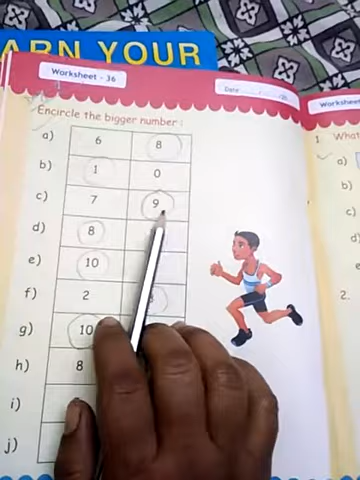 ARN YOUR
Worksheet - 36
Date
Worksheet
Encircle the bigger number :
a) 6 8
b) 1 0
c) 7 9
d) 8
e) 10
f) 2
g) 10
h) 8
i)
j)
1. What
a)
b)
c)
d)
2.